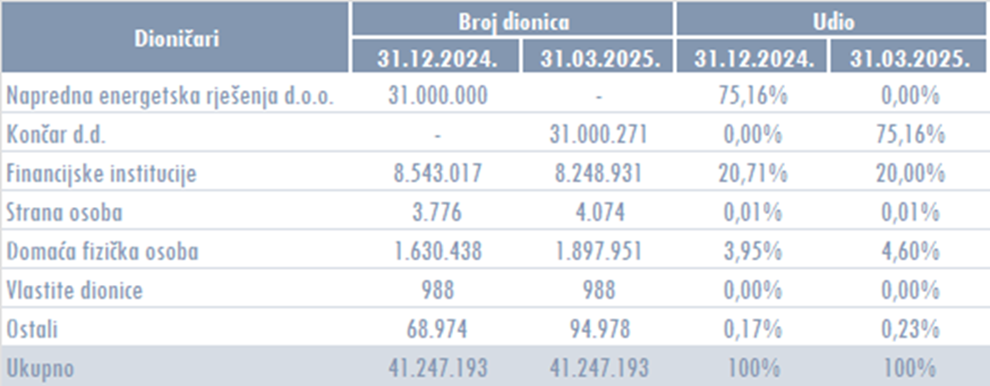 Dioničari Broj dionica Udio
31.12.2024. 31.03.2025. 31.12.2024. 31.03.2025.
Napredna energetska rješenja d.o.o. 31.000.000 - 75,16% 0,00%
Končar d.d. - 31.000.271 0,00% 75,16%
Financijske institucije 8.543.017 8.248.931 20,71% 20,00%
Strana osoba 3.776 4.074 0,01% 0,01%
Domaća fizička osoba 1.630.438 1.897.951 3,95% 4,60%
Vlastite dionice 988 988 0,00% 0,00%
Ostali 68.974 94.978 0,17% 0,23%
Ukupno 41.247.193 41.247.193 100% 100%